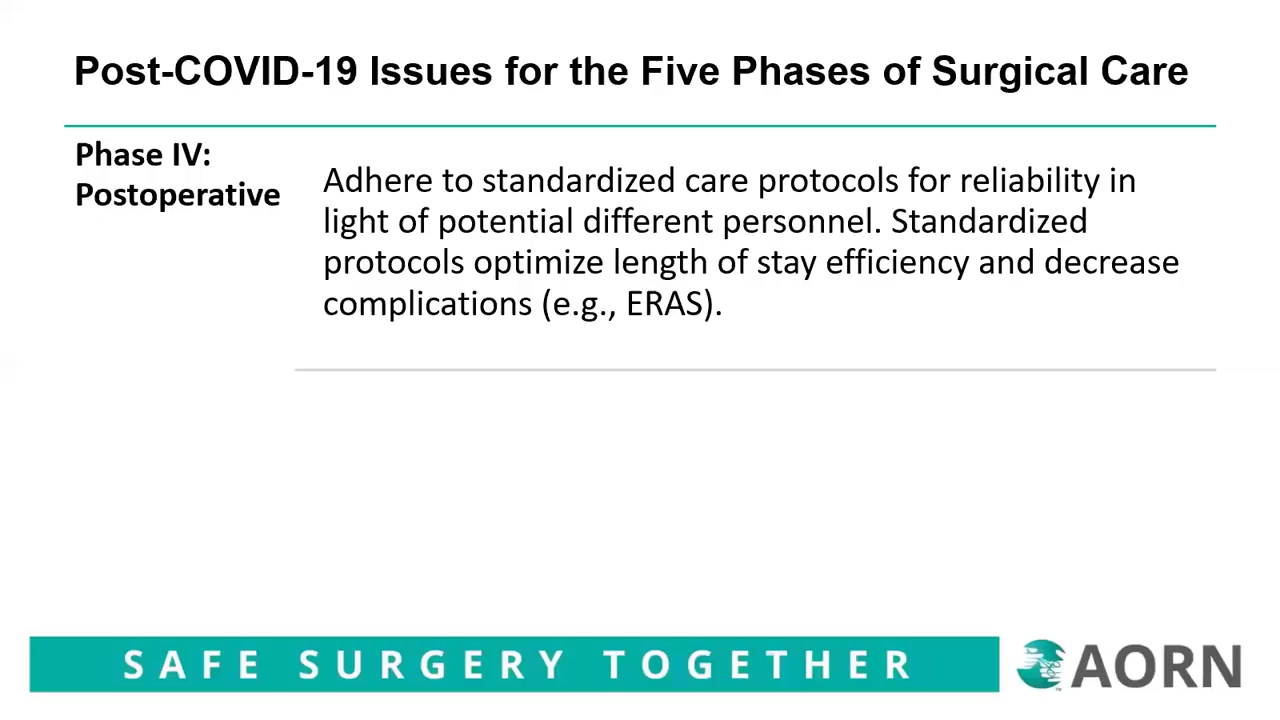 Post-COVID-19 Issues for the Five Phases of Surgical Care
Phase IV:
Postoperative
Adhere to standardized care protocols for reliability in
light of potential different personnel. Standardized
protocols optimize length of stay efficiency and decrease
complications (e.g., ERAS).
SAFE SURGERY TOGETHER
AORN